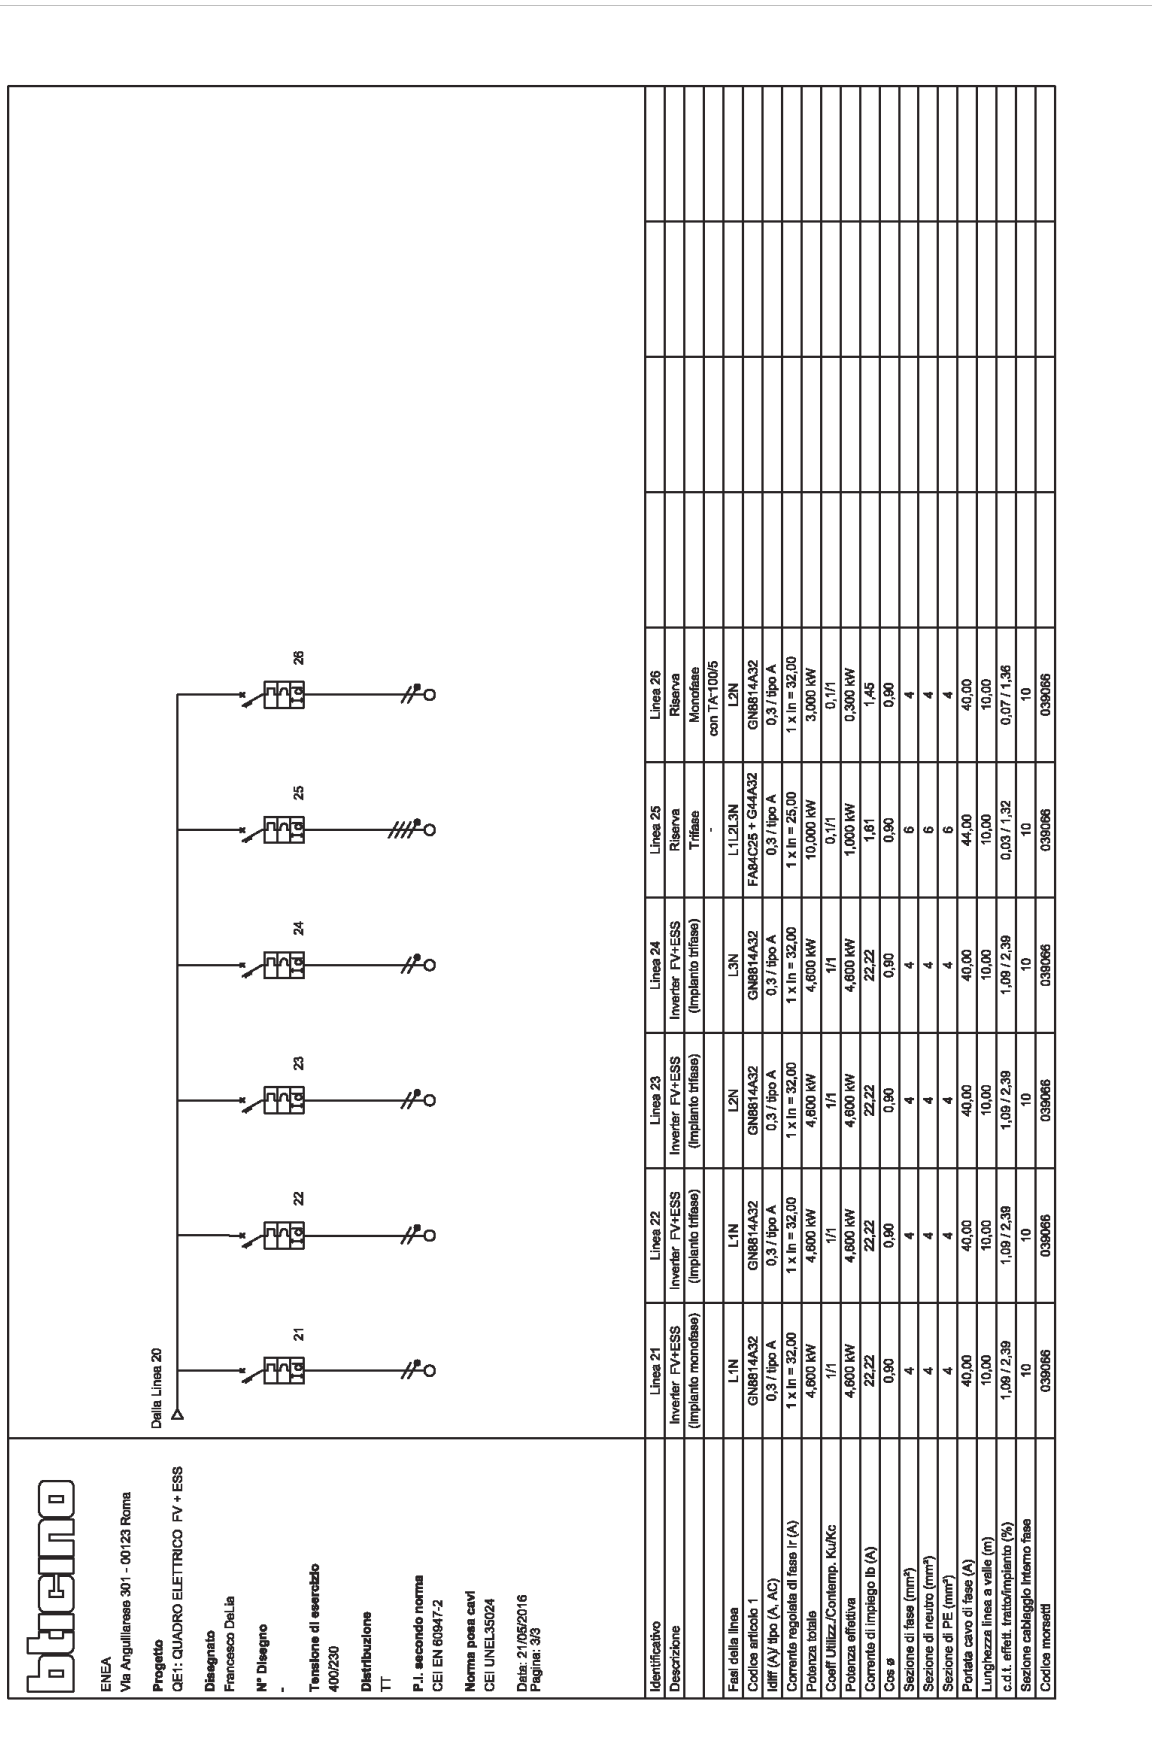 bticino
ENEA
Via Anguillarese 301 - 00123 Roma
Progetto
QE1: QUADRO ELETTRICO FV + ESS
Disegnato
Francesco DeLia
N° Disegno
-
Tensione di esercizio
400/230
Distribuzione
TT
P.I. secondo norma
CEI EN 60947-2
Norma posa cavi
CEI UNEL35024
Data: 21/05/2016
Pagina: 3/3
Dalla Linea 20
21 22 23 24 25 26
Identificativo Linea 21 Linea 22 Linea 23 Linea 24 Linea 25 Linea 26
Descrizione Inverter FV+ESS Inverter FV+ESS Inverter FV+ESS Inverter FV+ESS Riserva Riserva
(Impianto monofase) (Impianto trifase) (Impianto trifase) (Impianto trifase) Trifase Monofase
- con TA-100/5
Fasi della linea L1N L1N L2N L3N L1L2L3N L2N
Codice articolo 1 GN8814A32 GN8814A32 GN8814A32 GN8814A32 FA84C25 + G44A32 GN8814A32
Idiff (A)/ tipo (A, AC) 0,3 / tipo A 0,3 / tipo A 0,3 / tipo A 0,3 / tipo A 0,3 / tipo A 0,3 / tipo A
Corrente regolata di fase Ir (A) 1 x In = 32,00 1 x In = 32,00 1 x In = 32,00 1 x In = 32,00 1 x In = 25,00 1 x In = 32,00
Potenza totale 4,600 kW 4,600 kW 4,600 kW 4,600 kW 10,000 kW 3,000 kW
Coeff Utilizz./Contemp. Ku/Kc 1/1 1/1 1/1 1/1 0,1/1 0,1/1
Potenza effettiva 4,600 kW 4,600 kW 4,600 kW 4,600 kW 1,000 kW 0,300 kW
Corrente di impiego Ib (A) 22,22 22,22 22,22 22,22 1,61 1,45
Cos ø 0,90 0,90 0,90 0,90 0,90 0,90
Sezione di fase (mm²) 4 4 4 4 6 4
Sezione di neutro (mm²) 4 4 4 4 6 4
Sezione di PE (mm²) 4 4 4 4 6 4
Portata cavo di fase (A) 40,00 40,00 40,00 40,00 44,00 40,00
Lunghezza linea a valle (m) 10,00 10,00 10,00 10,00 10,00 10,00
c.d.t. effett. tratto/impianto (%) 1,09 / 2,39 1,09 / 2,39 1,09 / 2,39 1,09 / 2,39 0,03 / 1,32 0,07 / 1,36
Sezione cablaggio interno fase 10 10 10 10 10 10
Codice morsetti 039066 039066 039066 039066 039066 039066